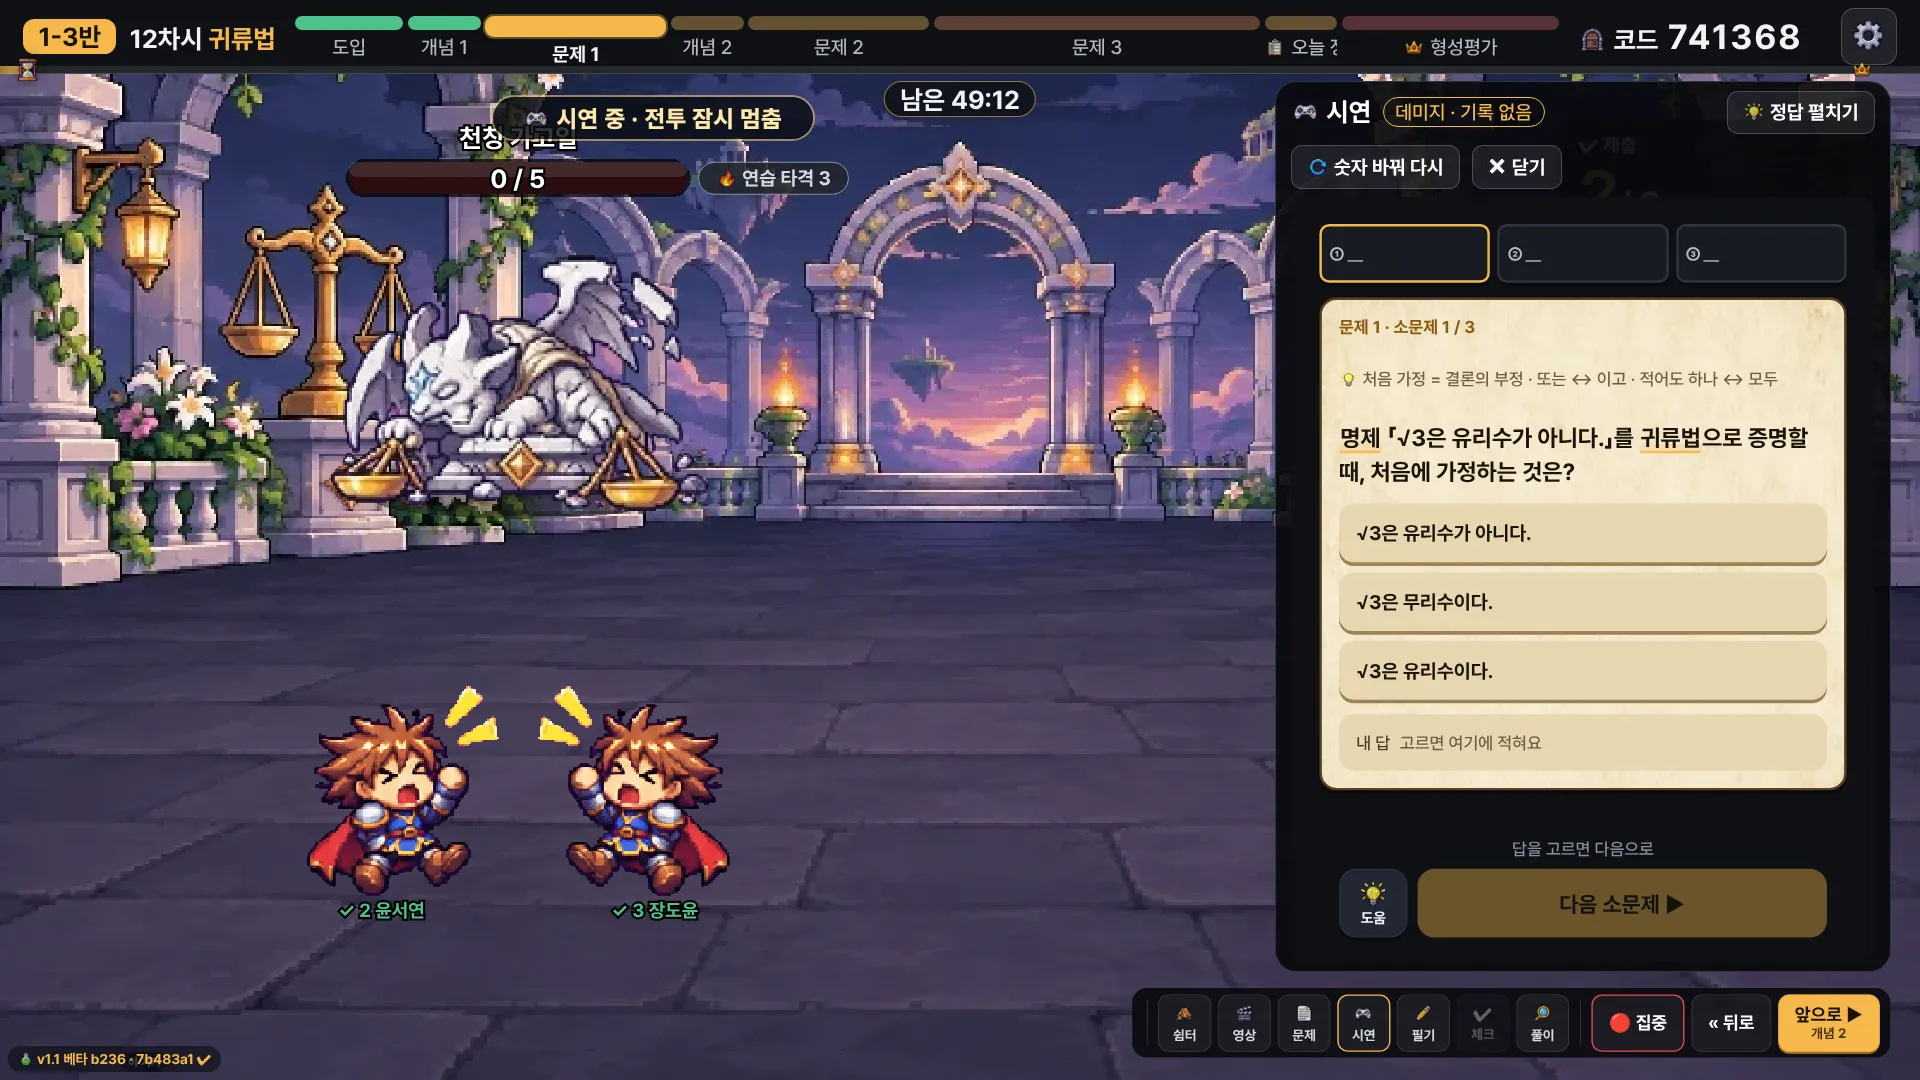 1-3반 12차시 귀류법
도입
개념 1
문제 1
개념 2
문제 2
문제 3
오늘
형성평가
코드 741368
시연 중 · 전투 잠시 멈춤
남은 49:12
0 / 5
연습 타격 3
시연
데미지 · 기록 없음
정답 펼치기
숫자 바꿔 다시
닫기
제출
① __
② __
③ __
문제 1 · 소문제 1 / 3
처음 가정 = 결론의 부정 · 또는 ↔ 이고 · 적어도 하나 ↔ 모두
명제 「√3은 유리수가 아니다.」를 귀류법으로 증명할
때, 처음에 가정하는 것은?
√3은 유리수가 아니다.
√3은 무리수이다.
√3은 유리수이다.
내 답 고르면 여기에 적혀요
답을 고르면 다음으로
도움
다음 소문제 ▶
✓ 2 윤서연
✓ 3 장도윤
쉼터
영상
문제
시연
필기
체크
풀이
집중
« 뒤로
앞으로 ▶
개념 2
v1.1 베타 b236 · 7b483a1